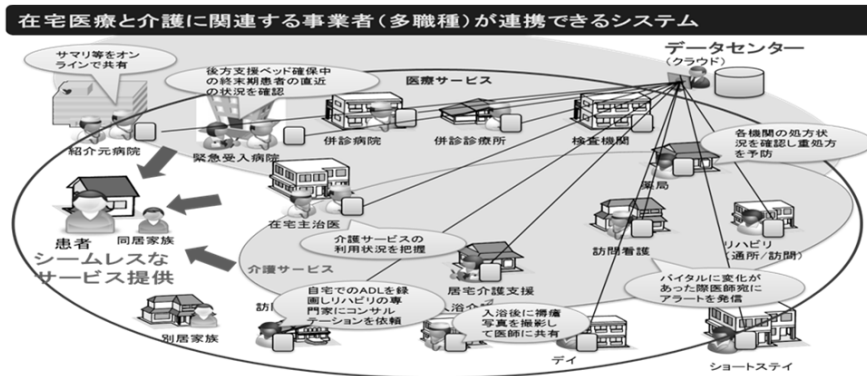 在宅医療と介護に関連する事業者(多職種)が連携できるシステム
データセンター
(クラウド)
サマリ等をオン
ラインで共有
後方支援ベッド確保中
の終末期患者の直近
の状況を確認
医療サービス
紹介元病院
緊急受入病院
併診病院
併診診療所
検査機関
各機関の処方状
況を確認し重処方
を予防
薬局
在宅主治医
患者
同居家族
シームレスな
サービス提供
介護サービスの
利用状況を把握
訪問看護
リハビリ
(通所/訪問)
介護サービス
居宅介護支援
バイタルに変化が
あった際医師宛に
アラートを発信
訪
自宅でのADLを録
画しリハビリの専
門家にコンサル
テーションを依頼
入浴後に褥瘡
写真を撮影し
て医師に共有
別居家族
デイ
ショートステイ